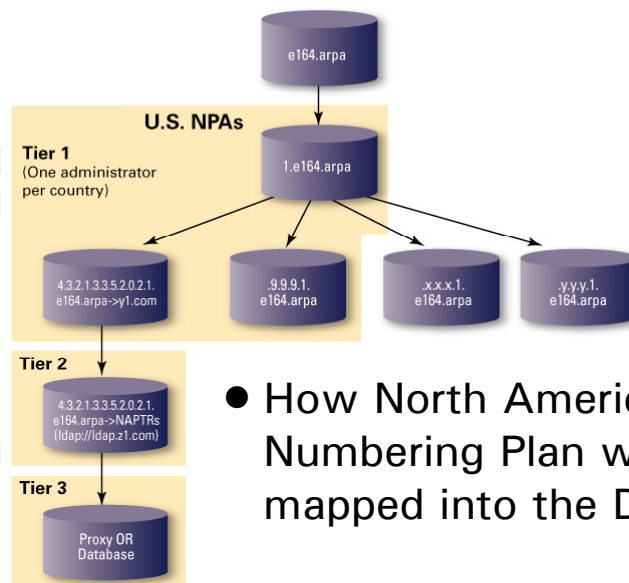 e164.arpa
U.S. NPAs
Tier 1
(One administrator
per country)
1.e164.arpa
4.3.2.1.3.3.5.2.0.2.1.
e164.arpa->y1.com
.9.9.9.1.
e164.arpa
.x.x.x.1.
e164.arpa
.y.y.y.1.
e164.arpa
Tier 2
4.3.2.1.3.3.5.2.0.2.1.
e164.arpa->NAPTRs
(ldap://ldap.z1.com)
Tier 3
Proxy OR
Database
● How North Ameri
Numbering Plan w
mapped into the D